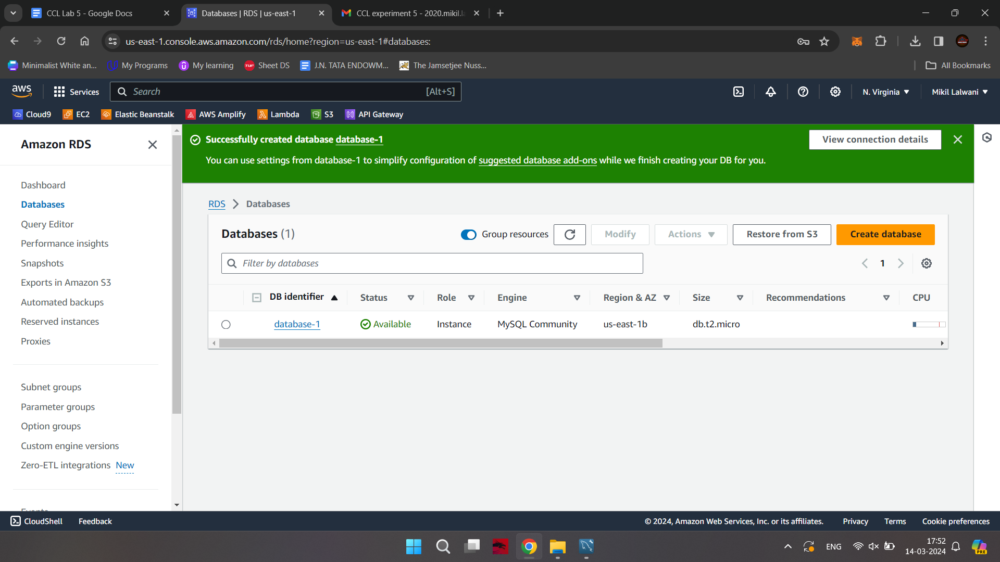 CCL Lab 5 - Google Docs
Databases | RDS | us-east-1
CCL experiment 5 - 2020.mikil.la
us-east-1.console.aws.amazon.com/rds/home?region=us-east-1#databases:
Minimalist White an...
My Programs
My learning
Sheet DS
J.N. TATA ENDOWM...
The Jamsetjee Nuss...
All Bookmarks
aws
Services
Search
[Alt+S]
N. Virginia
Mikil Lalwani
Cloud9
EC2
Elastic Beanstalk
AWS Amplify
Lambda
S3
API Gateway
Amazon RDS
Dashboard
Databases
Query Editor
Performance insights
Snapshots
Exports in Amazon S3
Automated backups
Reserved instances
Proxies
Subnet groups
Parameter groups
Option groups
Custom engine versions
Zero-ETL integrations New
Events
Successfully created database database-1
View connection details
You can use settings from database-1 to simplify configuration of suggested database add-ons while we finish creating your DB for you.
RDS > Databases
Databases (1)
Group resources
Modify
Actions
Restore from S3
Create database
Filter by databases
1
DB identifier
Status
Role
Engine
Region & AZ
Size
Recommendations
CPU
database-1
Available
Instance
MySQL Community
us-east-1b
db.t2.micro
CloudShell
Feedback
© 2024, Amazon Web Services, Inc. or its affiliates.
Privacy
Terms
Cookie preferences
ENG
17:52
14-03-2024
PRE